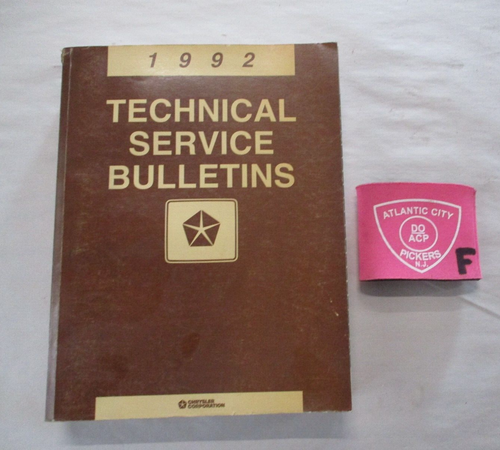 1992
TECHNICAL
SERVICE
BULLETINS
CHRYSLER
CORPORATION
ATLANTIC CITY
DO
ACP
PICKERS
N.J.
F